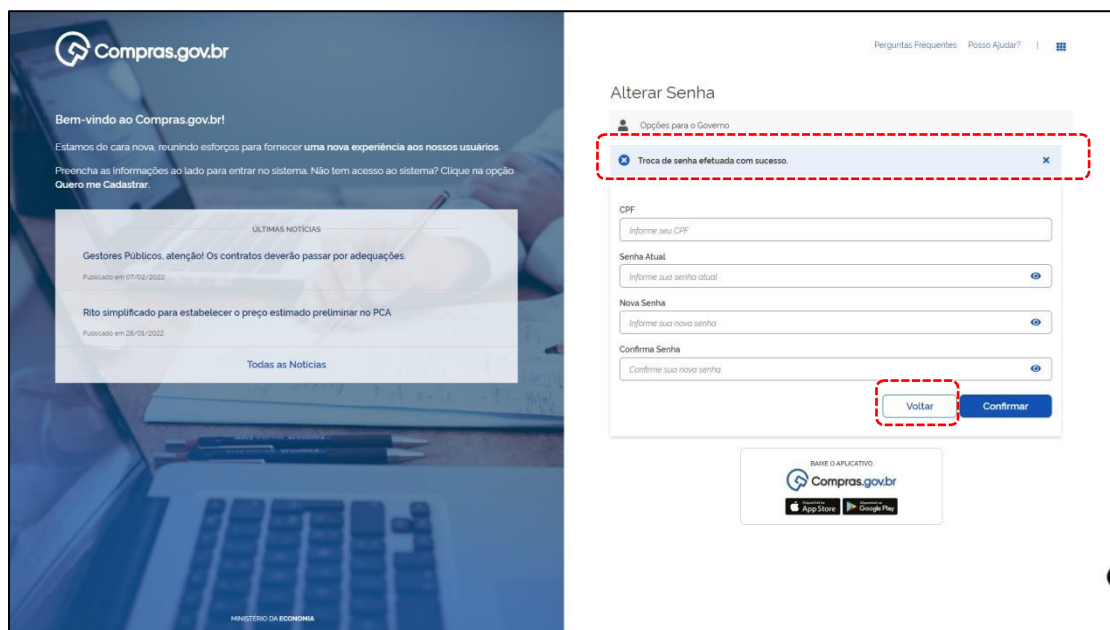 Compras.gov.br
Bem-vindo ao Compras.gov.br!
Estamos de cara nova, reunindo esforços para fornecer uma nova experiência aos nossos usuários.
Preencha as informações ao lado para entrar no sistema. Não tem acesso ao sistema? Clique na opção
Quero me Cadastrar.
ÚLTIMAS NOTÍCIAS
Gestores Públicos, atenção! Os contratos deverão passar por adequações.
Publicado em 07/02/2022
Rito simplificado para estabelecer o preço estimado preliminar no PCA
Publicado em 28/01/2022
Todas as Notícias
MINISTÉRIO DA ECONOMIA
Perguntas Frequentes Posso Ajudar? |
Alterar Senha
Opções para o Governo
Troca de senha efetuada com sucesso.
CPF
Informe seu CPF
Senha Atual
Informe sua senha atual
Nova Senha
Informe sua nova senha
Confirma Senha
Confirme sua nova senha
Voltar Confirmar
BAIXE O APLICATIVO
Compras.gov.br
Disponível na App Store Disponível no Google Play